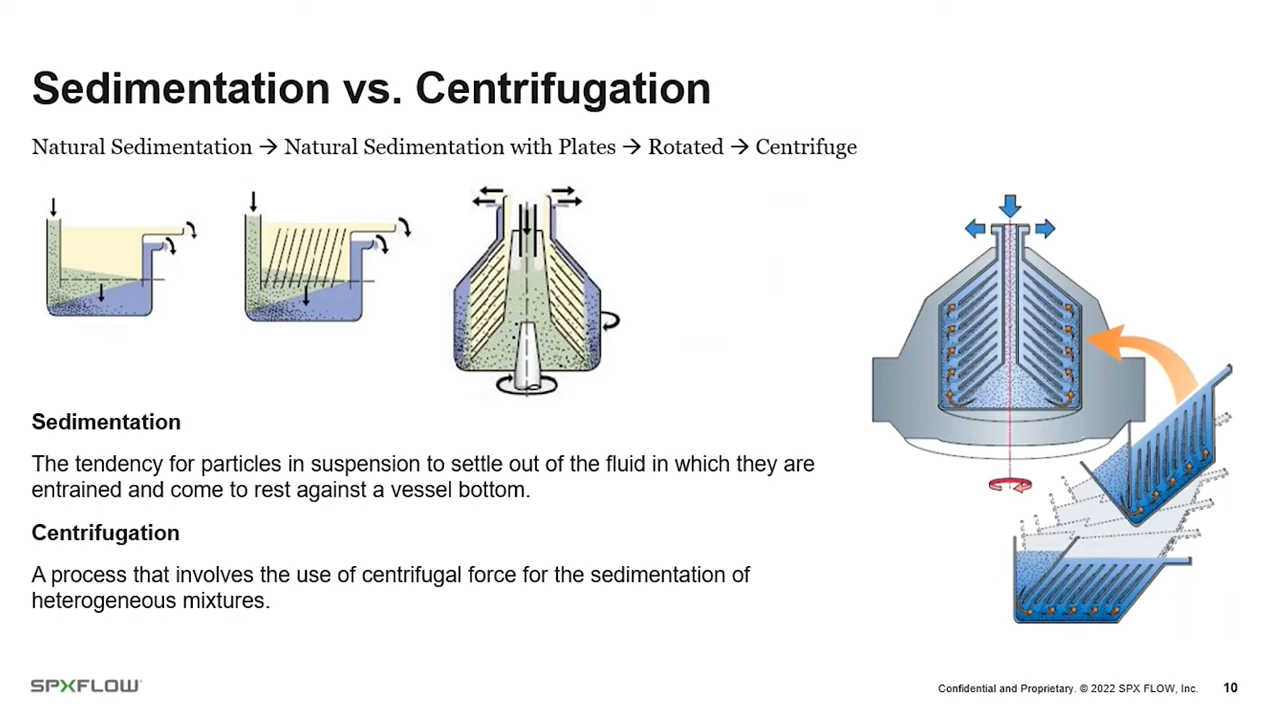 Sedimentation vs. Centrifugation
Natural Sedimentation → Natural Sedimentation with Plates → Rotated → Centrifuge
Sedimentation
The tendency for particles in suspension to settle out of the fluid in which they are
entrained and come to rest against a vessel bottom.
Centrifugation
A process that involves the use of centrifugal force for the sedimentation of
heterogeneous mixtures.
SPXFLOW
Confidential and Proprietary. © 2022 SPX FLOW, Inc. 10